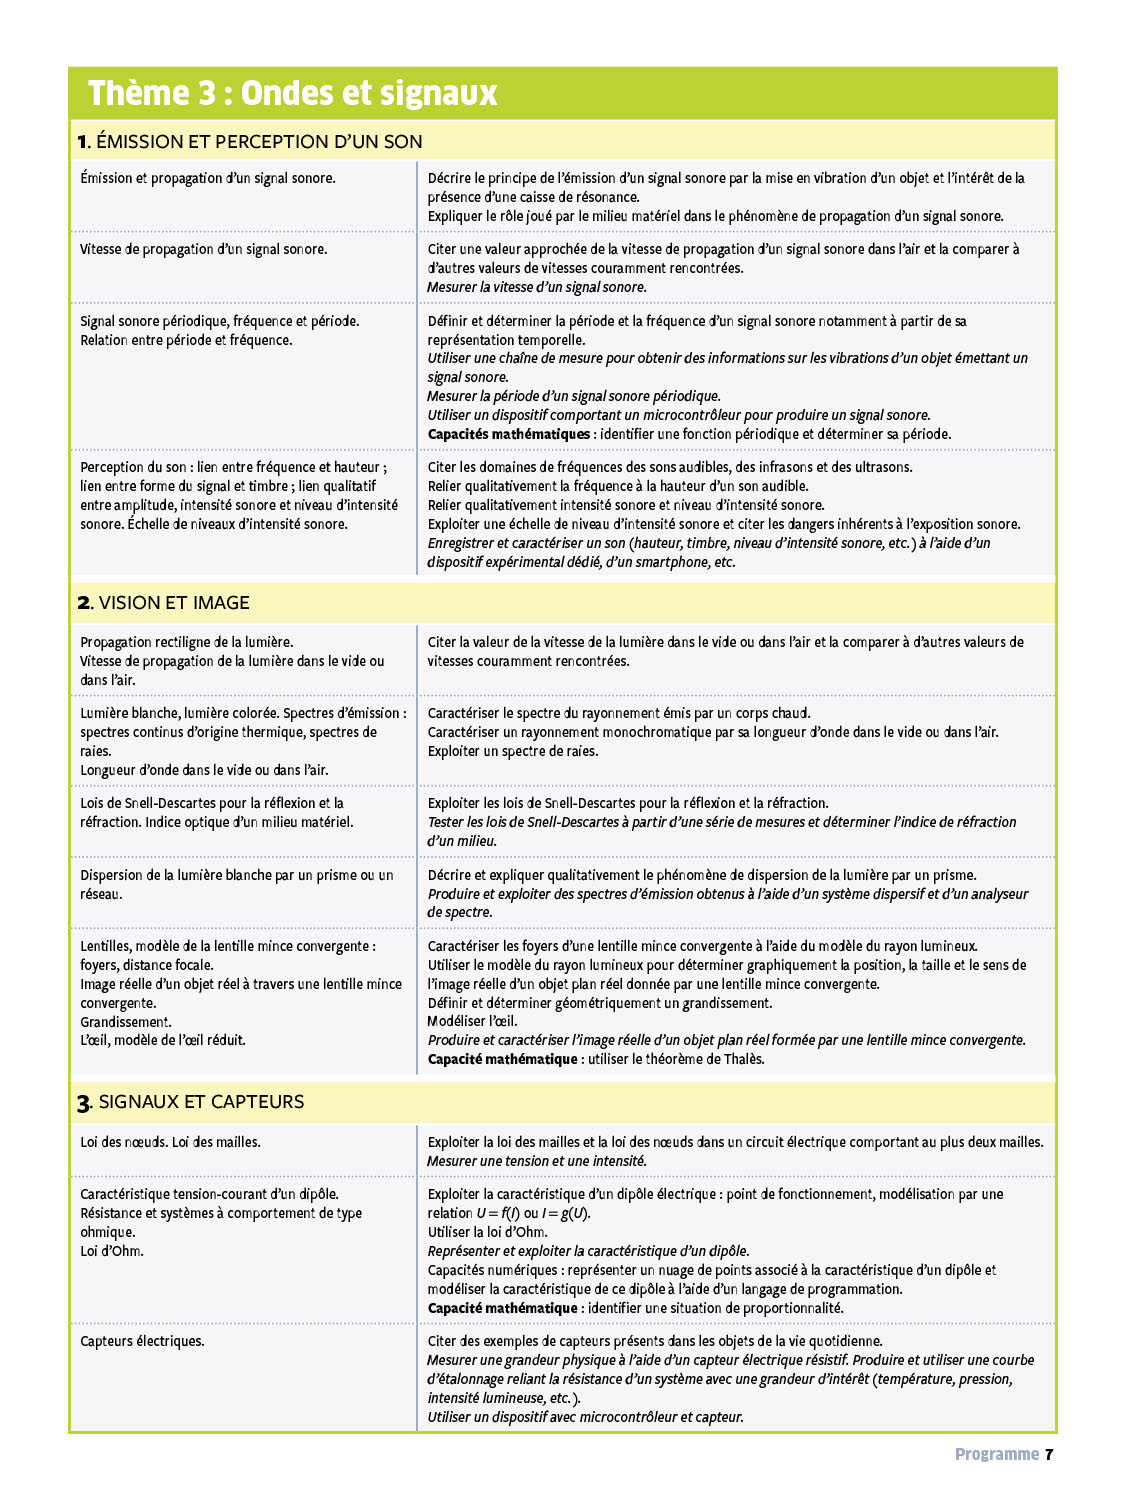 Thème 3 : Ondes et signaux
1. ÉMISSION ET PERCEPTION D'UN SON
Émission et propagation d'un signal sonore.
Décrire le principe de l'émission d'un signal sonore par la mise en vibration d'un objet et l'intérêt de la
présence d'une caisse de résonance.
Expliquer le rôle joué par le milieu matériel dans le phénomène de propagation d'un signal sonore.
Vitesse de propagation d'un signal sonore.
Citer une valeur approchée de la vitesse de propagation d'un signal sonore dans l'air et la comparer à
d'autres valeurs de vitesses couramment rencontrées.
Mesurer la vitesse d'un signal sonore.
Signal sonore périodique, fréquence et période.
Relation entre période et fréquence.
Définir et déterminer la période et la fréquence d'un signal sonore notamment à partir de sa
représentation temporelle.
Utiliser une chaîne de mesure pour obtenir des informations sur les vibrations d'un objet émettant un
signal sonore.
Mesurer la période d'un signal sonore périodique.
Utiliser un dispositif comportant un microcontrôleur pour produire un signal sonore.
Capacités mathématiques : identifier une fonction périodique et déterminer sa période.
Perception du son : lien entre fréquence et hauteur ;
lien entre forme du signal et timbre ; lien qualitatif
entre amplitude, intensité sonore et niveau d'intensité
sonore. Échelle de niveaux d'intensité sonore.
Citer les domaines de fréquences des sons audibles, des infrasons et des ultrasons.
Relier qualitativement la fréquence à la hauteur d'un son audible.
Relier qualitativement intensité sonore et niveau d'intensité sonore.
Exploiter une échelle de niveau d'intensité sonore et citer les dangers inhérents à l'exposition sonore.
Enregistrer et caractériser un son (hauteur, timbre, niveau d'intensité sonore, etc.) à l'aide d'un
dispositif expérimental dédié, d'un smartphone, etc.
2. VISION ET IMAGE
Propagation rectiligne de la lumière.
Vitesse de propagation de la lumière dans le vide ou
dans l'air.
Citer la valeur de la vitesse de la lumière dans le vide ou dans l'air et la comparer à d'autres valeurs de
vitesses couramment rencontrées.
Lumière blanche, lumière colorée. Spectres d'émission :
spectres continus d'origine thermique, spectres de
raies.
Longueur d'onde dans le vide ou dans l'air.
Caractériser le spectre du rayonnement émis par un corps chaud.
Caractériser un rayonnement monochromatique par sa longueur d'onde dans le vide ou dans l'air.
Exploiter un spectre de raies.
Lois de Snell-Descartes pour la réflexion et la
réfraction. Indice optique d'un milieu matériel.
Exploiter les lois de Snell-Descartes pour la réflexion et la réfraction.
Tester les lois de Snell-Descartes à partir d'une série de mesures et déterminer l'indice de réfraction
d'un milieu.
Dispersion de la lumière blanche par un prisme ou un
réseau.
Décrire et expliquer qualitativement le phénomène de dispersion de la lumière par un prisme.
Produire et exploiter des spectres d'émission obtenus à l'aide d'un système dispersif et d'un analyseur
de spectre.
Lentilles, modèle de la lentille mince convergente :
foyers, distance focale.
Image réelle d'un objet réel à travers une lentille mince
convergente.
Grandissement.
L'œil, modèle de l'œil réduit.
Caractériser les foyers d'une lentille mince convergente à l'aide du modèle du rayon lumineux.
Utiliser le modèle du rayon lumineux pour déterminer graphiquement la position, la taille et le sens de
l'image réelle d'un objet plan réel donnée par une lentille mince convergente.
Définir et déterminer géométriquement un grandissement.
Modéliser l'œil.
Produire et caractériser l'image réelle d'un objet plan réel formée par une lentille mince convergente.
Capacité mathématique : utiliser le théorème de Thalès.
3. SIGNAUX ET CAPTEURS
Loi des nœuds. Loi des mailles.
Exploiter la loi des mailles et la loi des nœuds dans un circuit électrique comportant au plus deux mailles.
Mesurer une tension et une intensité.
Caractéristique tension-courant d'un dipôle.
Résistance et systèmes à comportement de type
ohmique.
Loi d'Ohm.
Exploiter la caractéristique d'un dipôle électrique : point de fonctionnement, modélisation par une
relation U = f(I) ou I = g(U).
Utiliser la loi d'Ohm.
Représenter et exploiter la caractéristique d'un dipôle.
Capacités numériques : représenter un nuage de points associé à la caractéristique d'un dipôle et
modéliser la caractéristique de ce dipôle à l'aide d'un langage de programmation.
Capacité mathématique : identifier une situation de proportionnalité.
Capteurs électriques.
Citer des exemples de capteurs présents dans les objets de la vie quotidienne.
Mesurer une grandeur physique à l'aide d'un capteur électrique résistif. Produire et utiliser une courbe
d'étalonnage reliant la résistance d'un système avec une grandeur d'intérêt (température, pression,
intensité lumineuse, etc.).
Utiliser un dispositif avec microcontrôleur et capteur.
Programme 7